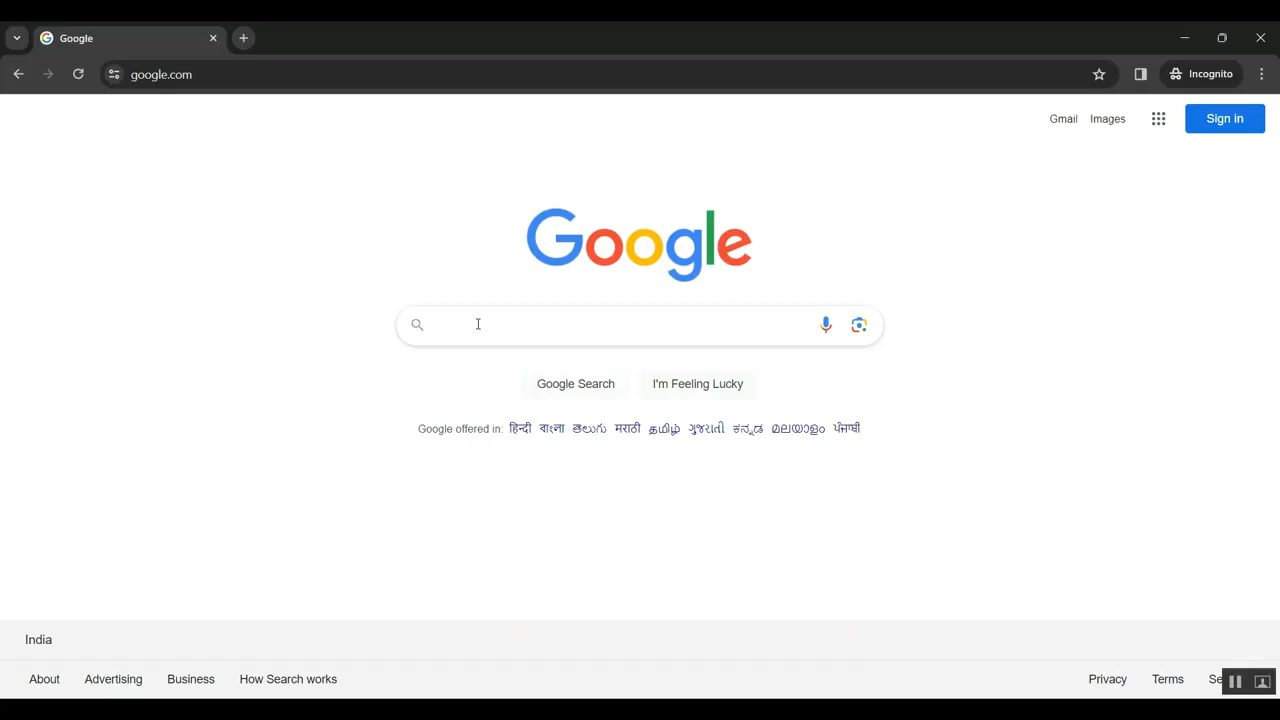 Google
google.com
Incognito
Gmail Images Sign in
Google
Google Search I'm Feeling Lucky
Google offered in: हिन्दी বাংলা తెలుగు मराठी தமிழ் ગુજરાતી ಕನ್ನಡ മലയാളം ਪੰਜਾਬੀ
India
About Advertising Business How Search works Privacy Terms Se